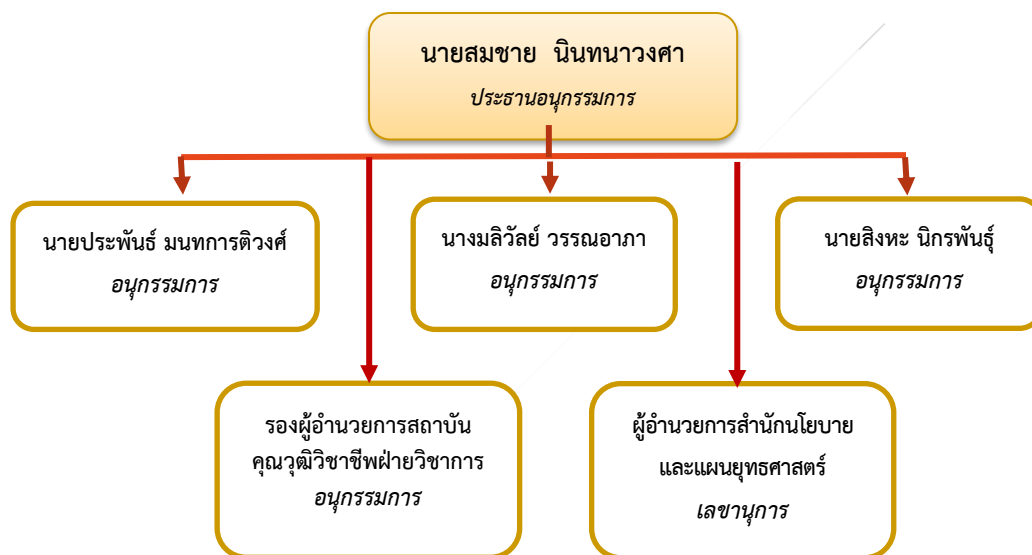 นายสมชาย นินทนาวงศา
ประธานอนุกรรมการ
นายประพันธ์ มนทการติวงศ์
อนุกรรมการ
นางมลิวัลย์ วรรณอาภา
อนุกรรมการ
นายสิงหะ นิกรพันธุ์
อนุกรรมการ
รองผู้อำนวยการสถาบัน
คุณวุฒิวิชาชีพฝ่ายวิชาการ
อนุกรรมการ
ผู้อำนวยการสำนักนโยบาย
และแผนยุทธศาสตร์
เลขานุการ